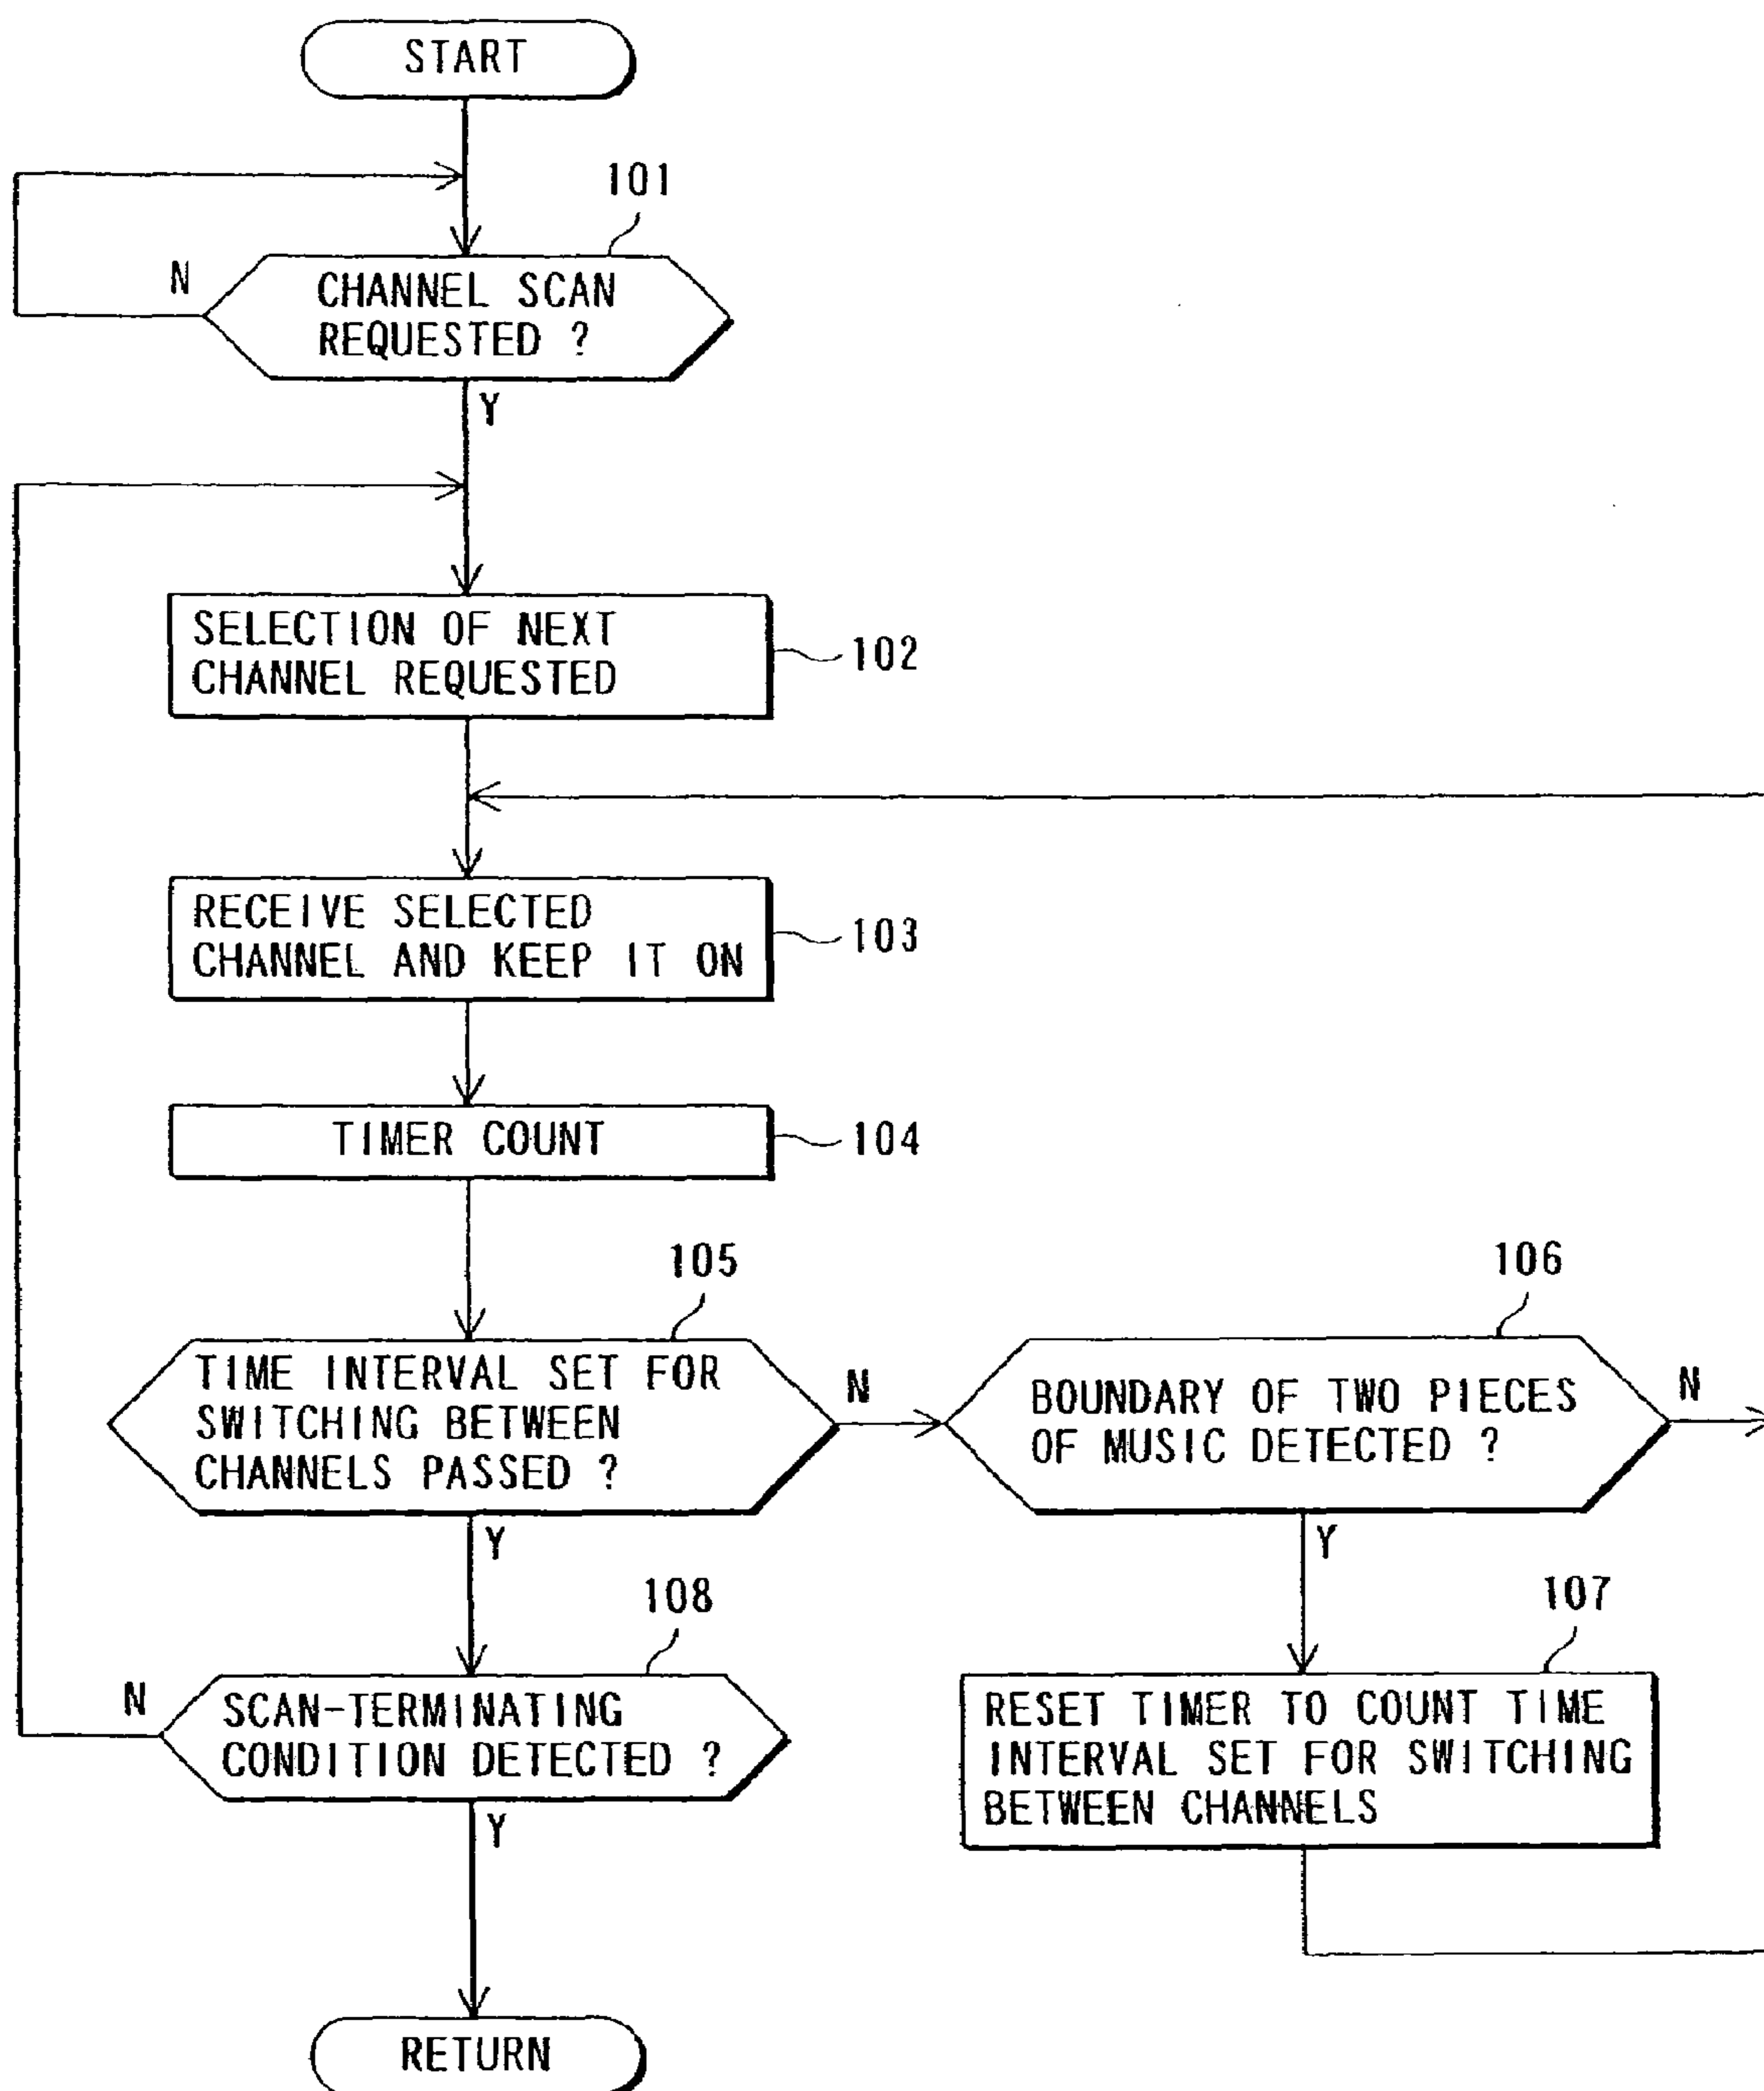 START
101
N
CHANNEL SCAN
REQUESTED ?
Y
SELECTION OF NEXT
CHANNEL REQUESTED
102
RECEIVE SELECTED
CHANNEL AND KEEP IT ON
103
TIMER COUNT
104
105
TIME INTERVAL SET FOR
SWITCHING BETWEEN
CHANNELS PASSED ?
N
106
BOUNDARY OF TWO PIECES
OF MUSIC DETECTED ?
N
Y
Y
107
RESET TIMER TO COUNT TIME
INTERVAL SET FOR SWITCHING
BETWEEN CHANNELS
108
N
SCAN-TERMINATING
CONDITION DETECTED ?
Y
RETURN